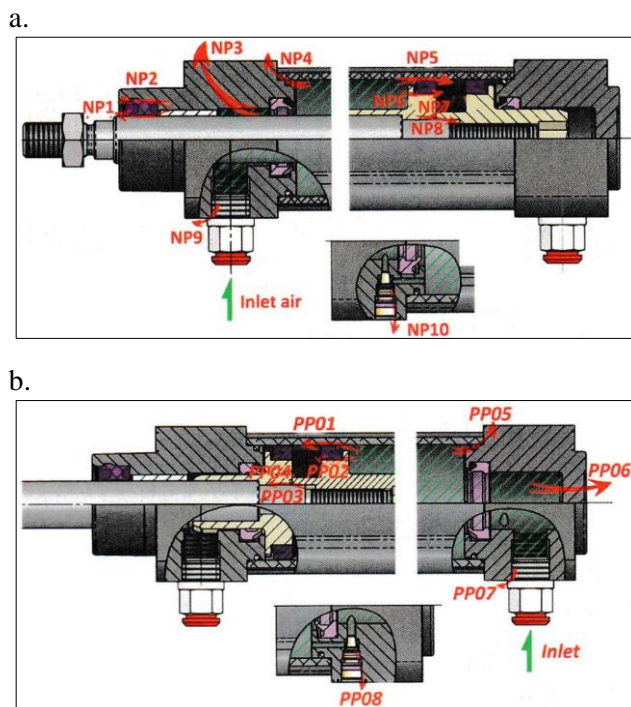 a.
NP3
NP4
NP5
NP2
NP1
NP6
NP7
NP8
NP9
Inlet air
NP10
b.
PP01
PP05
PP02
PP04
PP03
PP06
PP07
Inlet
PP08